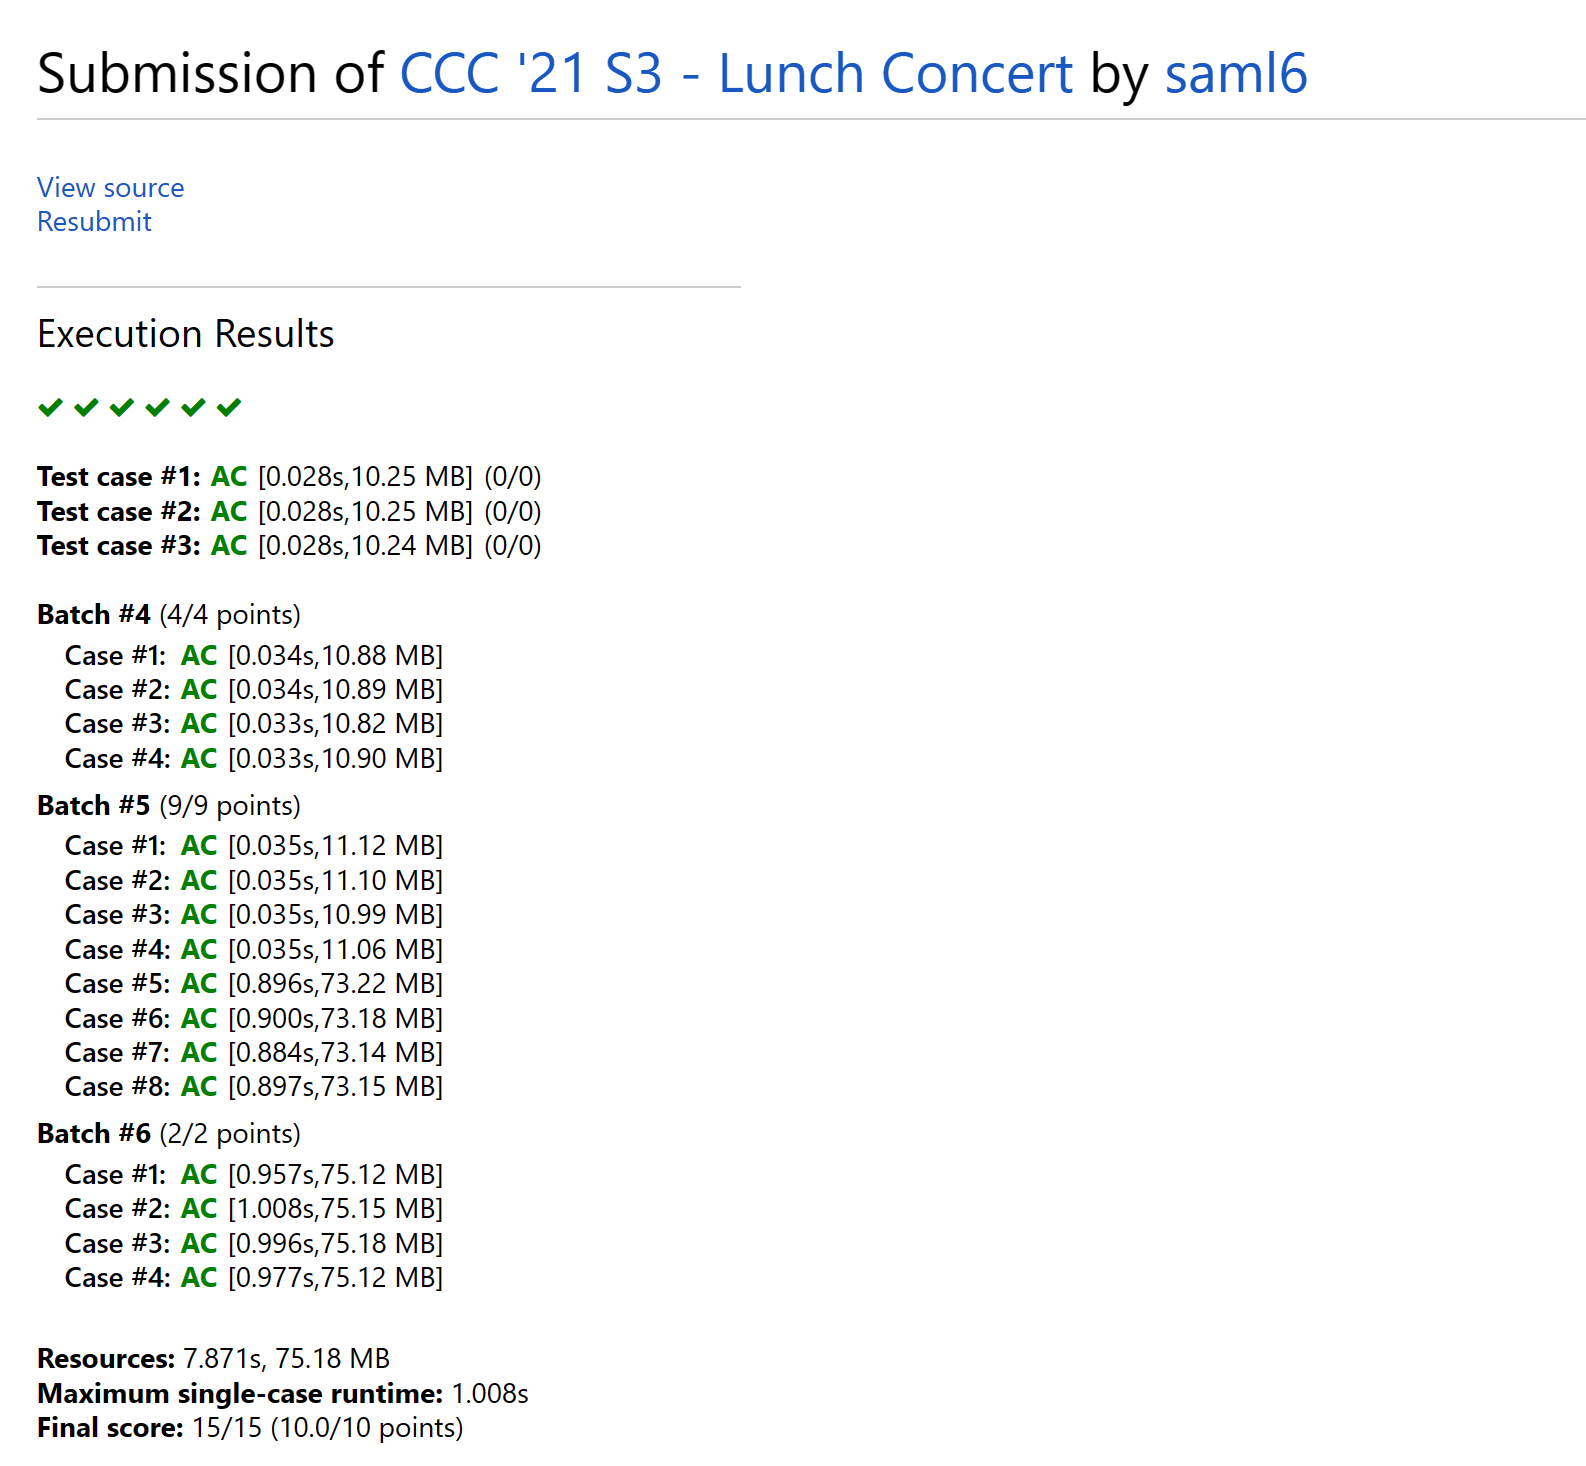 Submission of CCC '21 S3 - Lunch Concert by saml6
View source
Resubmit
Execution Results
Test case #1: AC [0.028s,10.25 MB] (0/0)
Test case #2: AC [0.028s,10.25 MB] (0/0)
Test case #3: AC [0.028s,10.24 MB] (0/0)
Batch #4 (4/4 points)
Case #1: AC [0.034s,10.88 MB]
Case #2: AC [0.034s,10.89 MB]
Case #3: AC [0.033s,10.82 MB]
Case #4: AC [0.033s,10.90 MB]
Batch #5 (9/9 points)
Case #1: AC [0.035s,11.12 MB]
Case #2: AC [0.035s,11.10 MB]
Case #3: AC [0.035s,10.99 MB]
Case #4: AC [0.035s,11.06 MB]
Case #5: AC [0.896s,73.22 MB]
Case #6: AC [0.900s,73.18 MB]
Case #7: AC [0.884s,73.14 MB]
Case #8: AC [0.897s,73.15 MB]
Batch #6 (2/2 points)
Case #1: AC [0.957s,75.12 MB]
Case #2: AC [1.008s,75.15 MB]
Case #3: AC [0.996s,75.18 MB]
Case #4: AC [0.977s,75.12 MB]
Resources: 7.871s, 75.18 MB
Maximum single-case runtime: 1.008s
Final score: 15/15 (10.0/10 points)